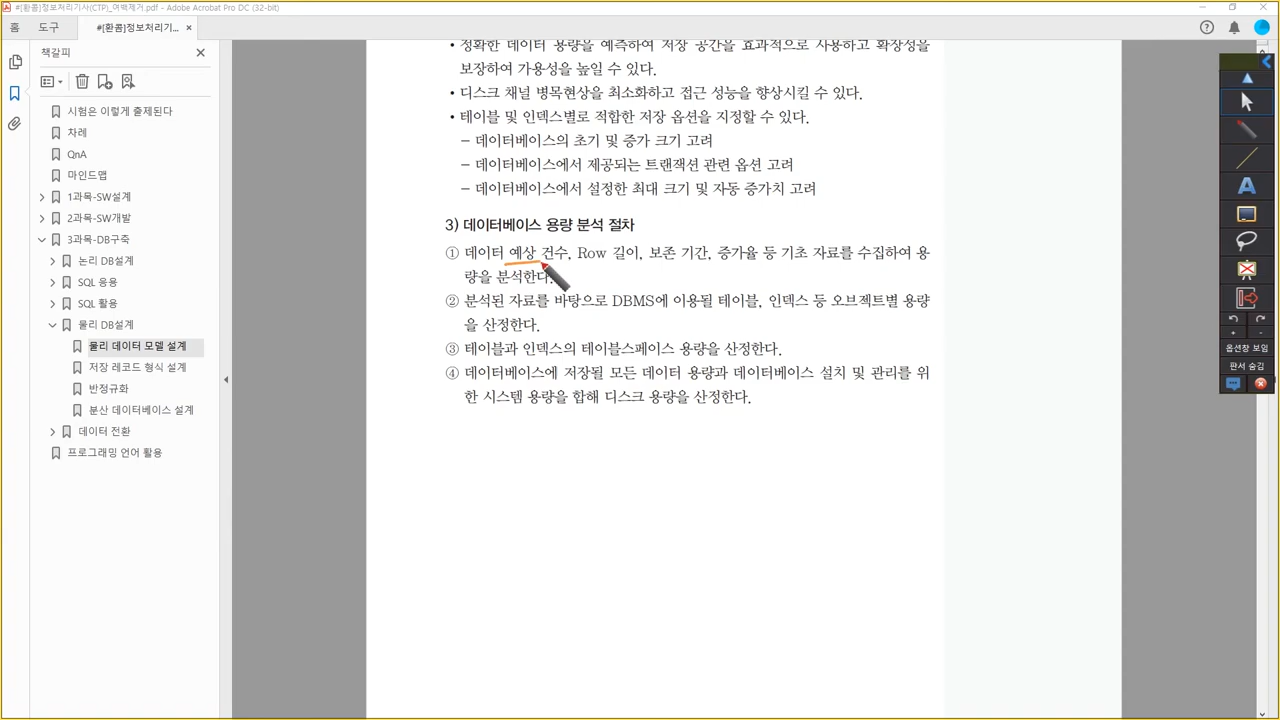 #[환콤]정보처리기사(CTP)_여백제거.pdf - Adobe Acrobat Pro DC (32-bit)
홈
도구
#[환콤]정보처리기...
책갈피
시험은 이렇게 출제된다
차례
QnA
마인드맵
1과목-SW설계
2과목-SW개발
3과목-DB구축
논리 DB설계
SQL 응용
SQL 활용
물리 DB설계
물리 데이터 모델 설계
저장 레코드 형식 설계
반정규화
분산 데이터베이스 설계
데이터 전환
프로그래밍 언어 활용
• 정확한 데이터 용량을 예측하여 저장 공간을 효과적으로 사용하고 확장성을
보장하여 가용성을 높일 수 있다.
• 디스크 채널 병목현상을 최소화하고 접근 성능을 향상시킬 수 있다.
• 테이블 및 인덱스별로 적합한 저장 옵션을 지정할 수 있다.
– 데이터베이스의 초기 및 증가 크기 고려
– 데이터베이스에서 제공되는 트랜잭션 관련 옵션 고려
– 데이터베이스에서 설정한 최대 크기 및 자동 증가치 고려
3) 데이터베이스 용량 분석 절차
① 데이터 예상 건수, Row 길이, 보존 기간, 증가율 등 기초 자료를 수집하여 용
량을 분석한다.
② 분석된 자료를 바탕으로 DBMS에 이용될 테이블, 인덱스 등 오브젝트별 용량
을 산정한다.
③ 테이블과 인덱스의 테이블스페이스 용량을 산정한다.
④ 데이터베이스에 저장될 모든 데이터 용량과 데이터베이스 설치 및 관리를 위
한 시스템 용량을 합해 디스크 용량을 산정한다.
A
옵션창 보임
판서 숨김